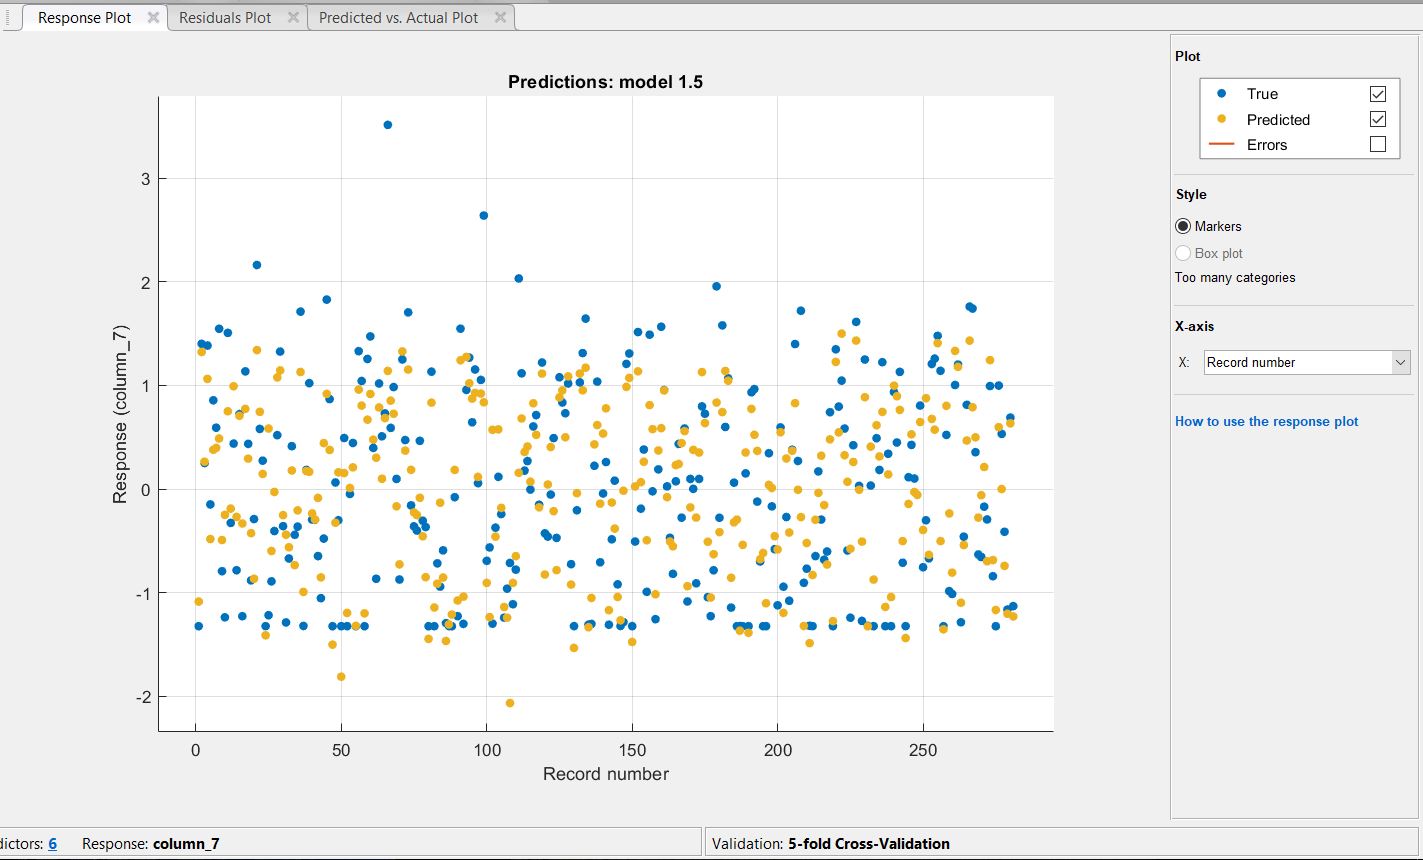 Response Plot
Residuals Plot
Predicted vs. Actual Plot
Predictions: model 1.5
Response (column_7)
3
2
1
0
-1
-2
0 50 100 150 200 250
Record number
Plot
True
Predicted
Errors
Style
Markers
Box plot
Too many categories
X-axis
X: Record number
How to use the response plot
dictors: 6 Response: column_7
Validation: 5-fold Cross-Validation